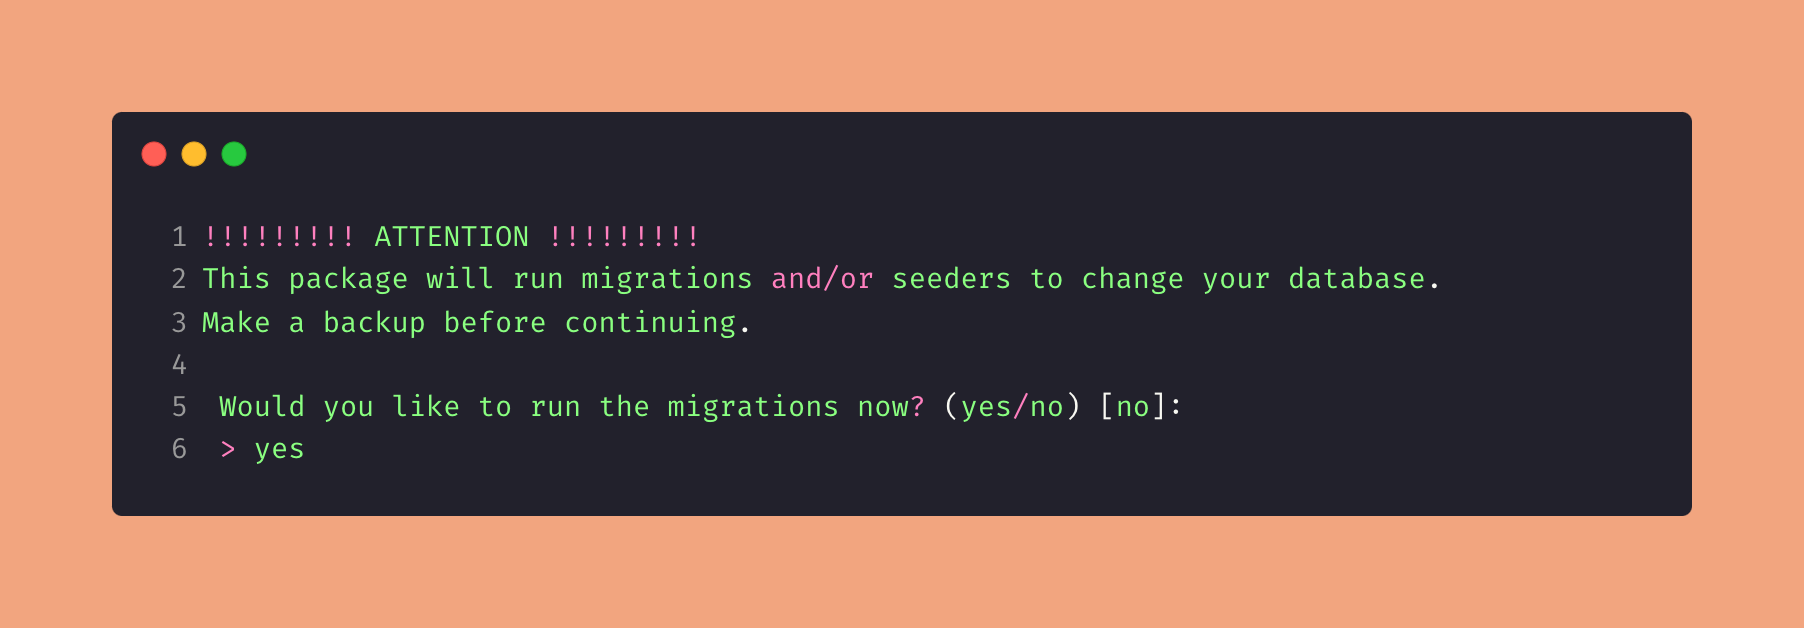 1 !!!!!!!!! ATTENTION !!!!!!!!!
2 This package will run migrations and/or seeders to change your database.
3 Make a backup before continuing.
4
5  Would you like to run the migrations now? (yes/no) [no]:
6  > yes